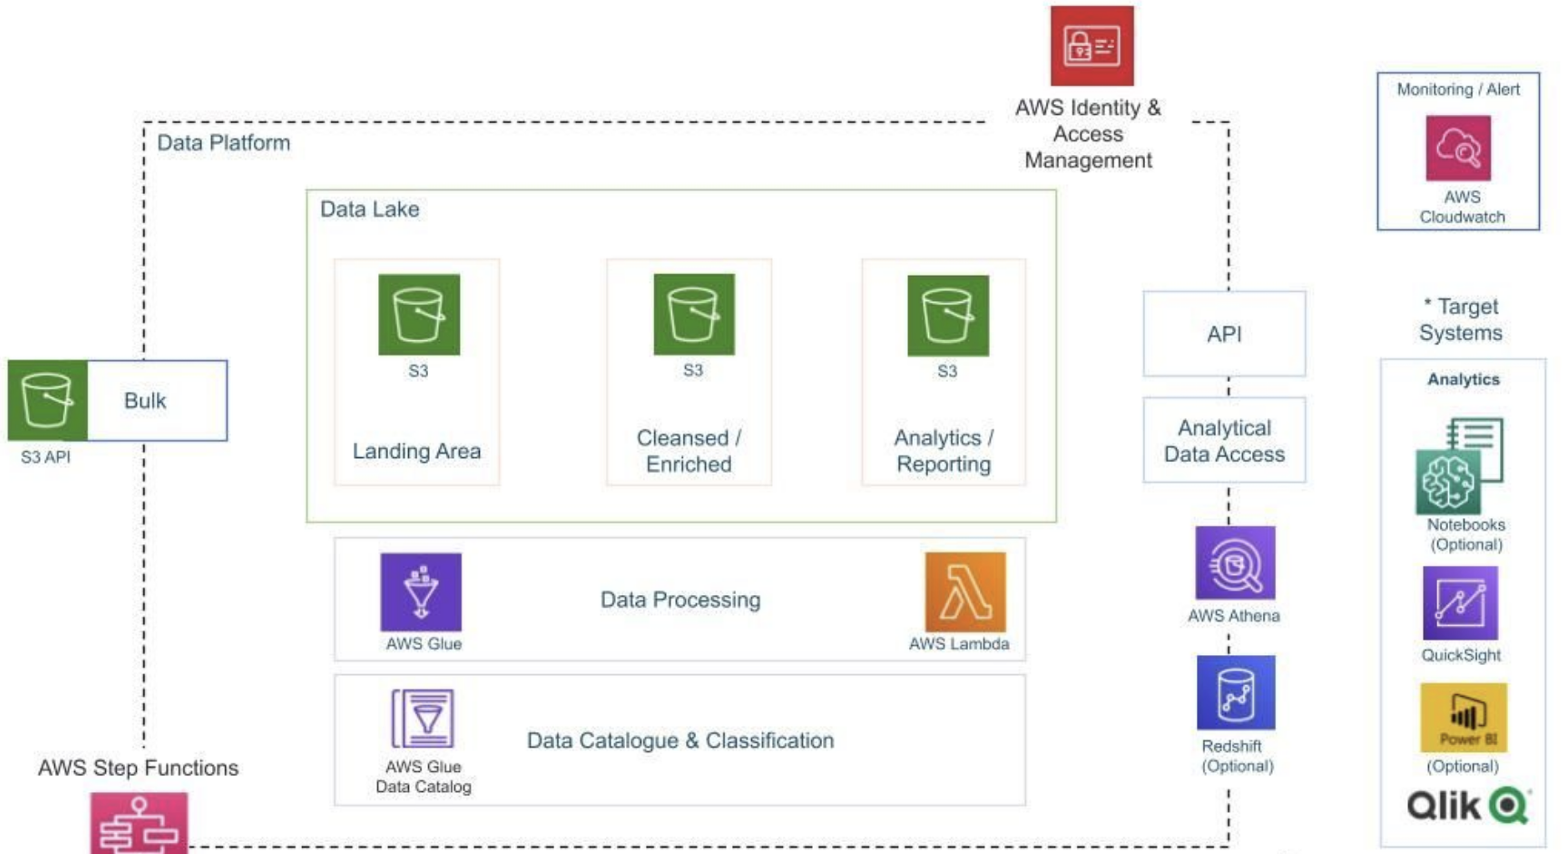 AWS Identity &
Access
Management
Monitoring / Alert
AWS
Cloudwatch
Data Platform
Data Lake
S3
Landing Area
S3
Cleansed /
Enriched
S3
Analytics /
Reporting
S3 API
Bulk
API
Analytical
Data Access
* Target
Systems
Analytics
Notebooks
(Optional)
QuickSight
Power BI
(Optional)
Qlik
AWS Glue
Data Processing
AWS Lambda
AWS Athena
AWS Glue
Data Catalog
Data Catalogue & Classification
Redshift
(Optional)
AWS Step Functions